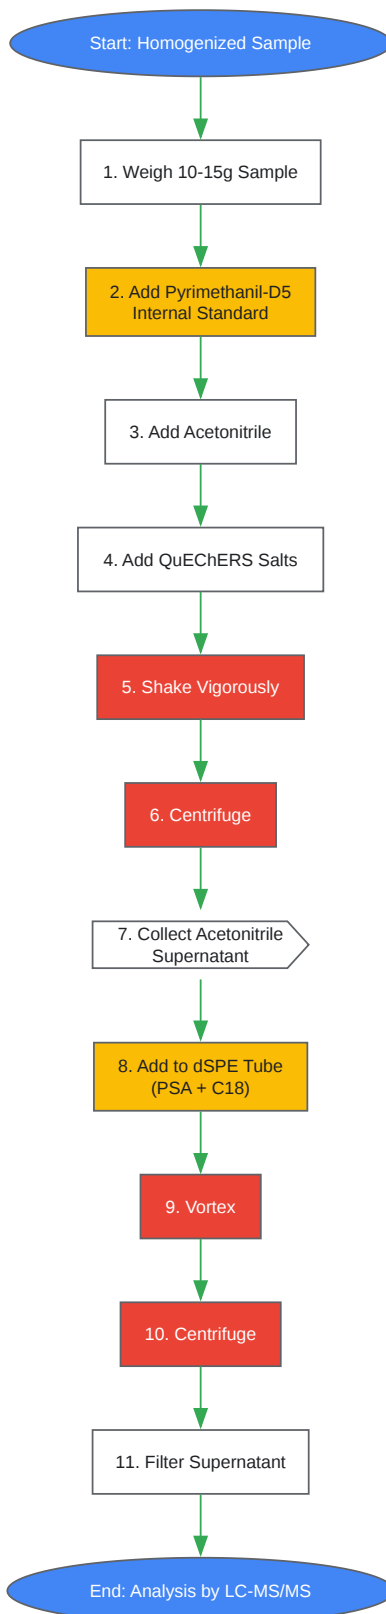 Start: Homogenized Sample
1. Weigh 10-15g Sample
2. Add Pyrimethanil-D5
Internal Standard
3. Add Acetonitrile
4. Add QuEChERS Salts
5. Shake Vigorously
6. Centrifuge
7. Collect Acetonitrile
Supernatant
8. Add to dSPE Tube
(PSA + C18)
9. Vortex
10. Centrifuge
11. Filter Supernatant
End: Analysis by LC-MS/MS